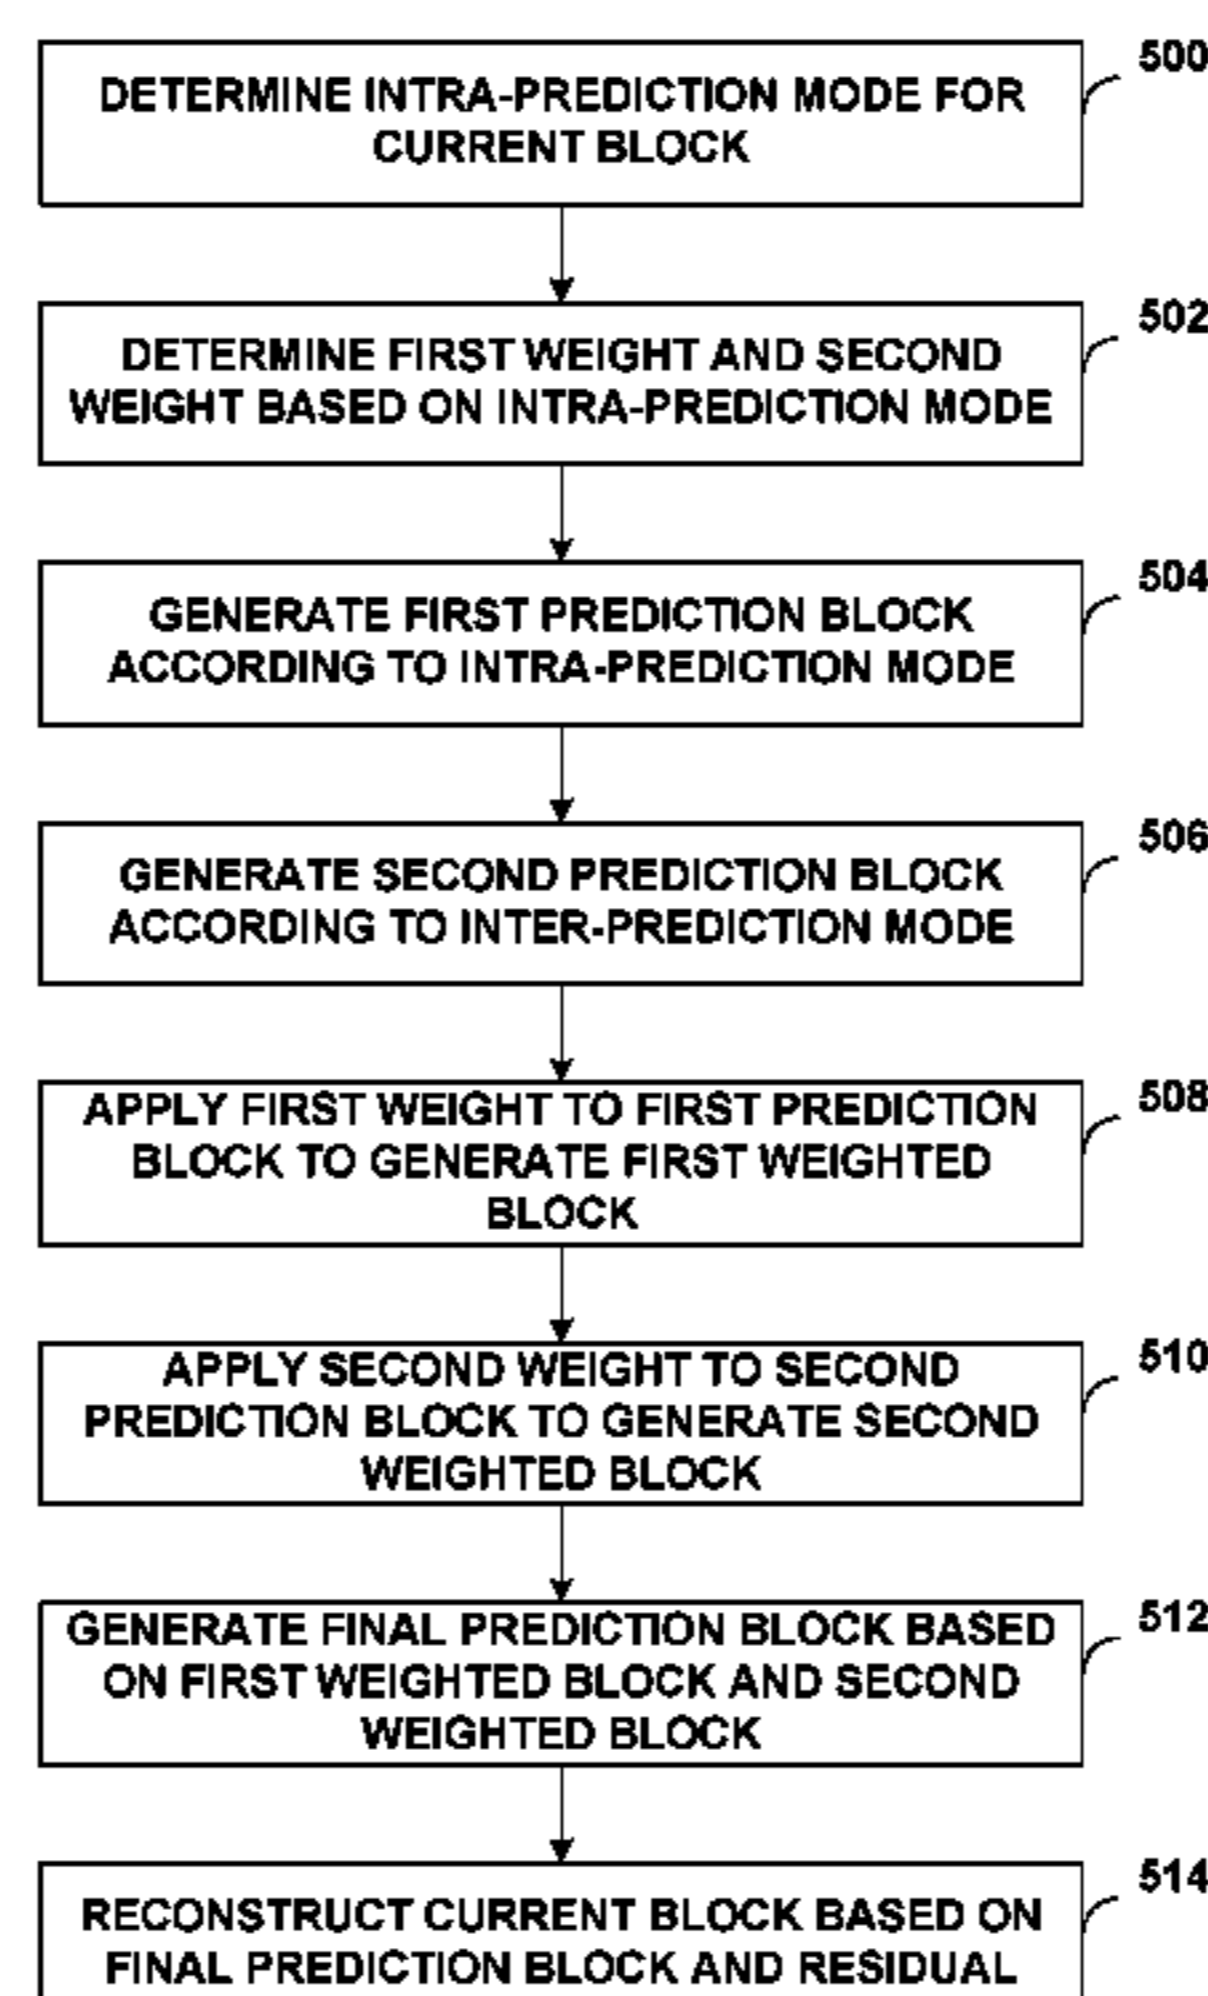 500
DETERMINE INTRA-PREDICTION MODE FOR
CURRENT BLOCK
502
DETERMINE FIRST WEIGHT AND SECOND
WEIGHT BASED ON INTRA-PREDICTION MODE
504
GENERATE FIRST PREDICTION BLOCK
ACCORDING TO INTRA-PREDICTION MODE
506
GENERATE SECOND PREDICTION BLOCK
ACCORDING TO INTER-PREDICTION MODE
508
APPLY FIRST WEIGHT TO FIRST PREDICTION
BLOCK TO GENERATE FIRST WEIGHTED
BLOCK
510
APPLY SECOND WEIGHT TO SECOND
PREDICTION BLOCK TO GENERATE SECOND
WEIGHTED BLOCK
512
GENERATE FINAL PREDICTION BLOCK BASED
ON FIRST WEIGHTED BLOCK AND SECOND
WEIGHTED BLOCK
514
RECONSTRUCT CURRENT BLOCK BASED ON
FINAL PREDICTION BLOCK AND RESIDUAL